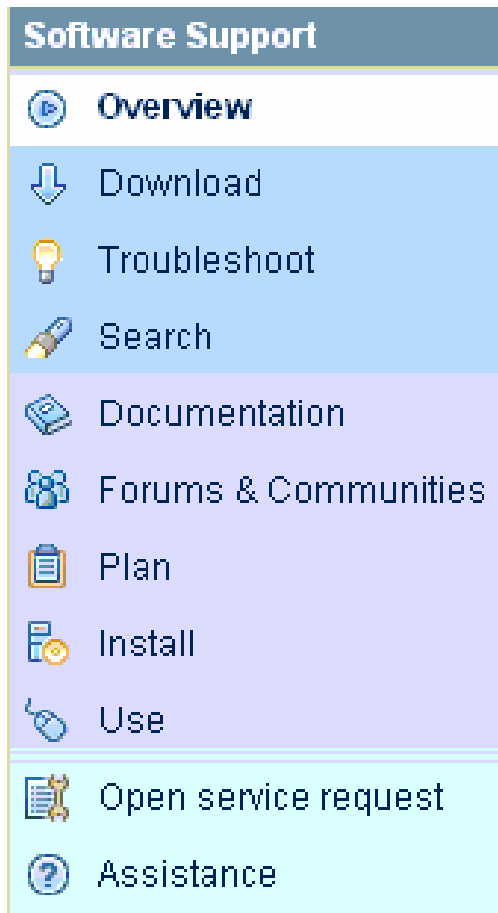 Software Support
Overview
Download
Troubleshoot
Search
Documentation
Forums & Communities
Plan
Install
Use
Open service request
Assistance